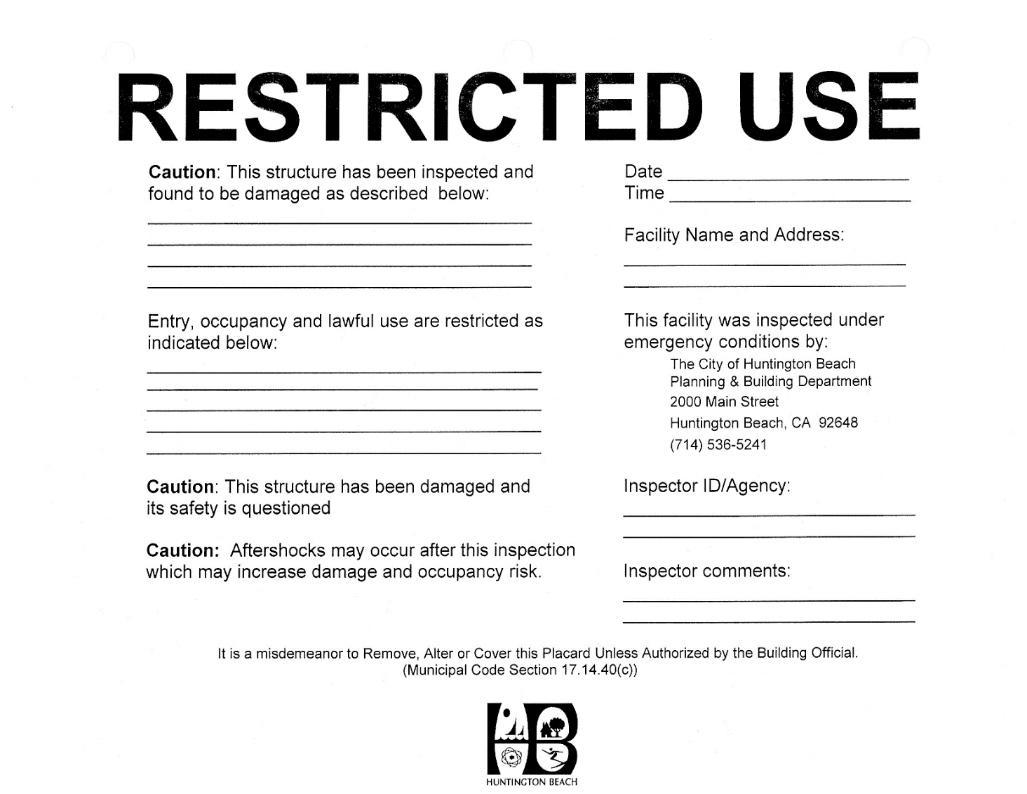 RESTRICTED USE
Caution: This structure has been inspected and
found to be damaged as described below:
Entry, occupancy and lawful use are restricted as
indicated below:
Caution: This structure has been damaged and
its safety is questioned
Caution: Aftershocks may occur after this inspection
which may increase damage and occupancy risk.
Date
Time
Facility Name and Address:
This facility was inspected under
emergency conditions by:
The City of Huntington Beach
Planning & Building Department
2000 Main Street
Huntington Beach, CA 92648
(714) 536-5241
Inspector ID/Agency:
Inspector comments:
It is a misdemeanor to Remove, Alter or Cover this Placard Unless Authorized by the Building Official.
(Municipal Code Section 17.14.40(c))
HB
HUNTINGTON BEACH